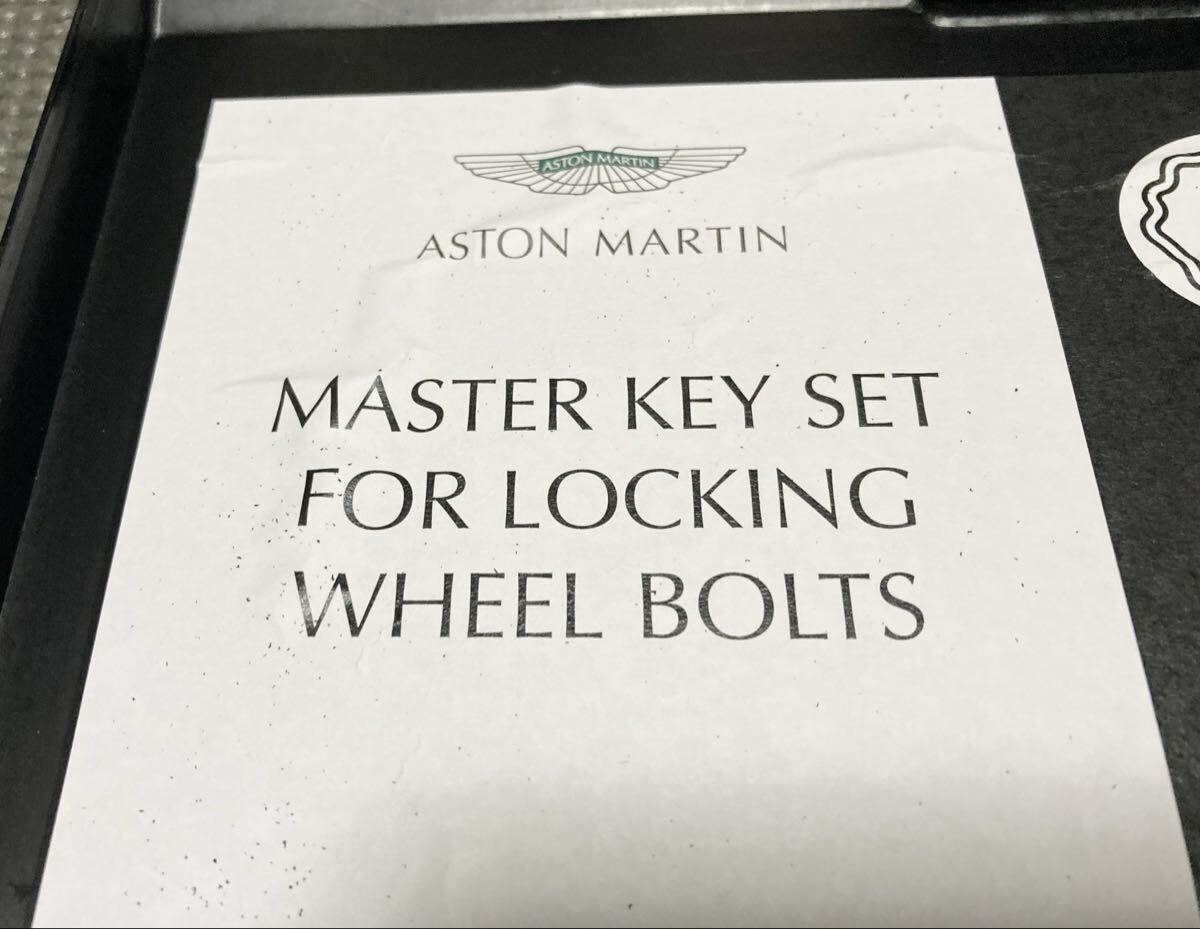 ASTON MARTIN
ASTON MARTIN
MASTER KEY SET
FOR LOCKING
WHEEL BOLTS